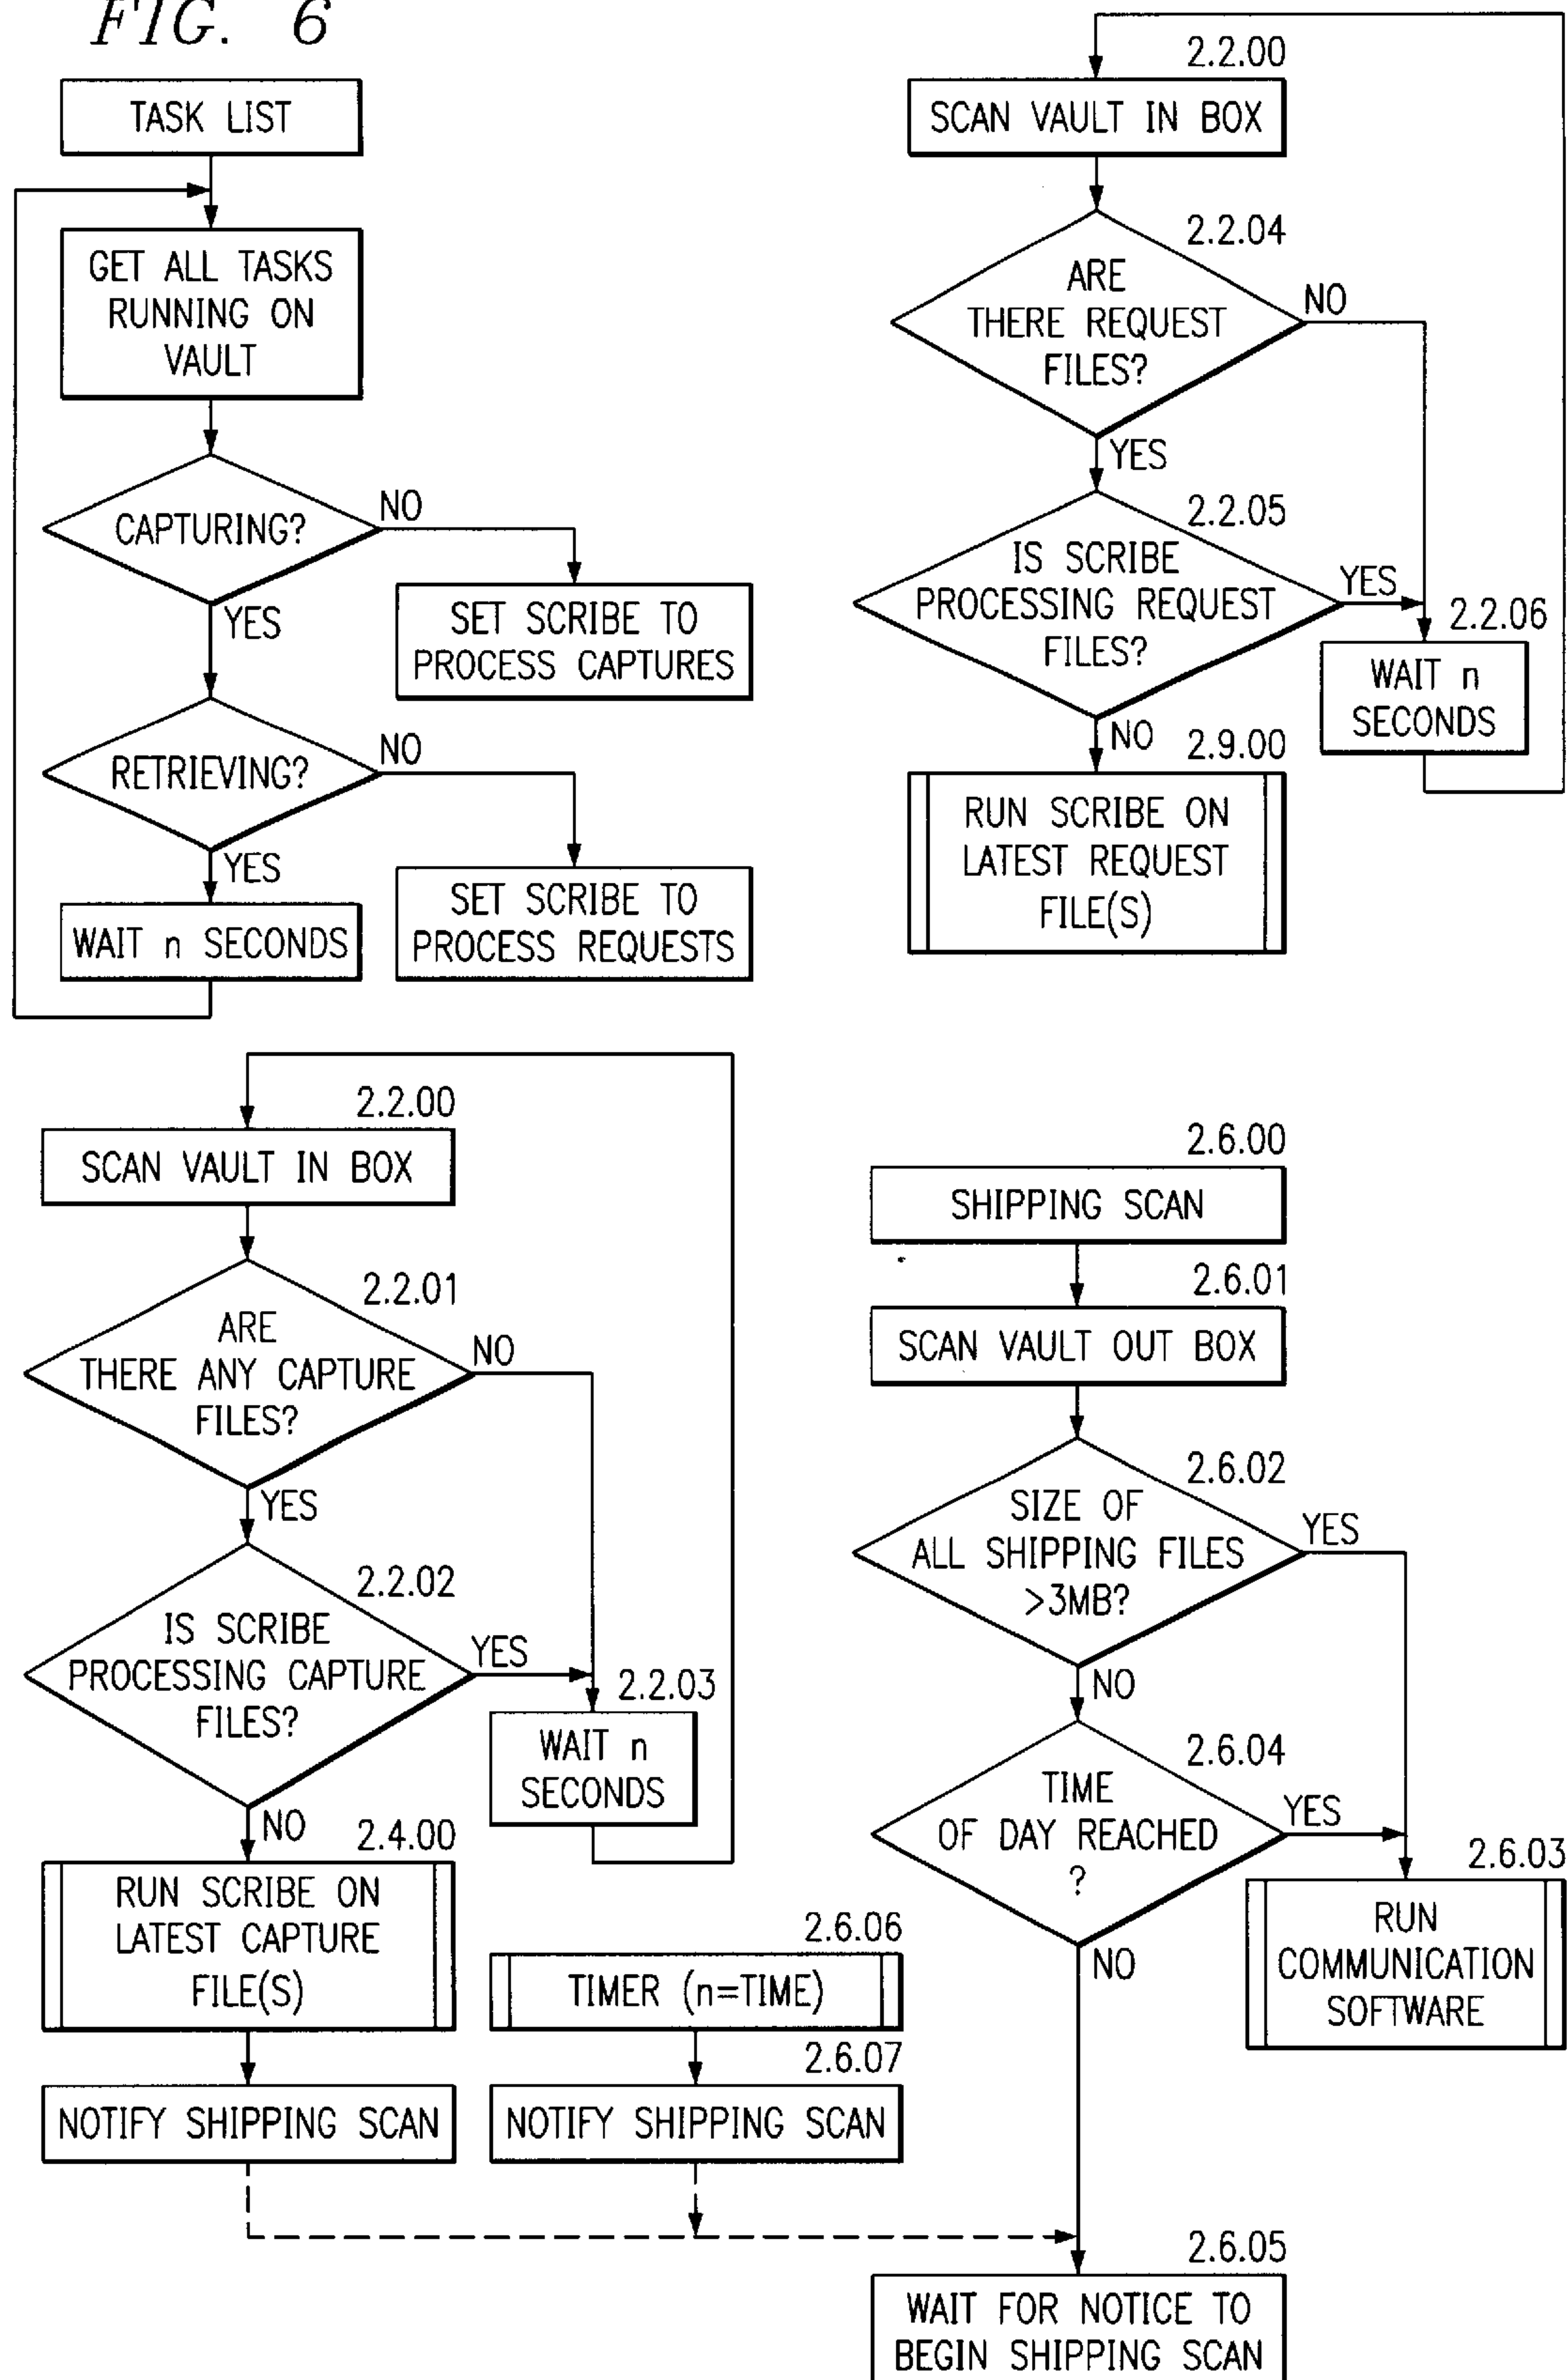 FIG. 6
TASK LIST
GET ALL TASKS
RUNNING ON
VAULT
CAPTURING?
NO
YES
SET SCRIBE TO
PROCESS CAPTURES
RETRIEVING?
NO
YES
SET SCRIBE TO
PROCESS REQUESTS
WAIT n SECONDS
2.2.00
SCAN VAULT IN BOX
2.2.04
ARE
THERE REQUEST
FILES?
NO
YES
2.2.05
IS SCRIBE
PROCESSING REQUEST
FILES?
YES
2.2.06
WAIT n
SECONDS
NO
2.9.00
RUN SCRIBE ON
LATEST REQUEST
FILE(S)
2.2.00
SCAN VAULT IN BOX
2.2.01
ARE
THERE ANY CAPTURE
FILES?
NO
YES
2.2.02
IS SCRIBE
PROCESSING CAPTURE
FILES?
YES
2.2.03
WAIT n
SECONDS
NO
2.4.00
RUN SCRIBE ON
LATEST CAPTURE
FILE(S)
NOTIFY SHIPPING SCAN
2.6.06
TIMER (n=TIME)
2.6.07
NOTIFY SHIPPING SCAN
2.6.00
SHIPPING SCAN
2.6.01
SCAN VAULT OUT BOX
2.6.02
SIZE OF
ALL SHIPPING FILES
>3MB?
YES
NO
2.6.04
TIME
OF DAY REACHED
?
YES
2.6.03
RUN
COMMUNICATION
SOFTWARE
NO
2.6.05
WAIT FOR NOTICE TO
BEGIN SHIPPING SCAN